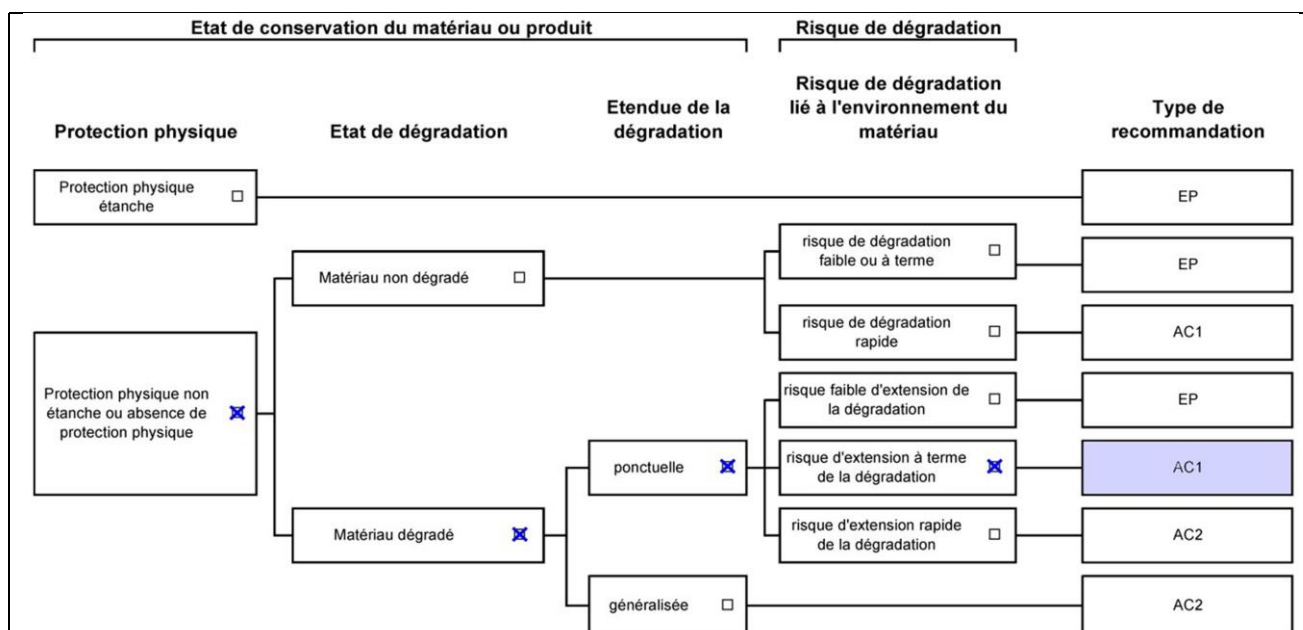 Etat de conservation du matériau ou produit
Risque de dégradation
Protection physique
Etat de dégradation
Etendue de la
dégradation
Risque de dégradation
lié à l'environnement du
matériau
Type de
recommandation
Protection physique
étanche
EP
Matériau non dégradé
risque de dégradation
faible ou à terme
EP
risque de dégradation
rapide
AC1
Protection physique non
étanche ou absence de
protection physique
risque faible d'extension de
la dégradation
EP
ponctuelle
risque d'extension à terme
de la dégradation
AC1
Matériau dégradé
risque d'extension rapide
de la dégradation
AC2
généralisée
AC2